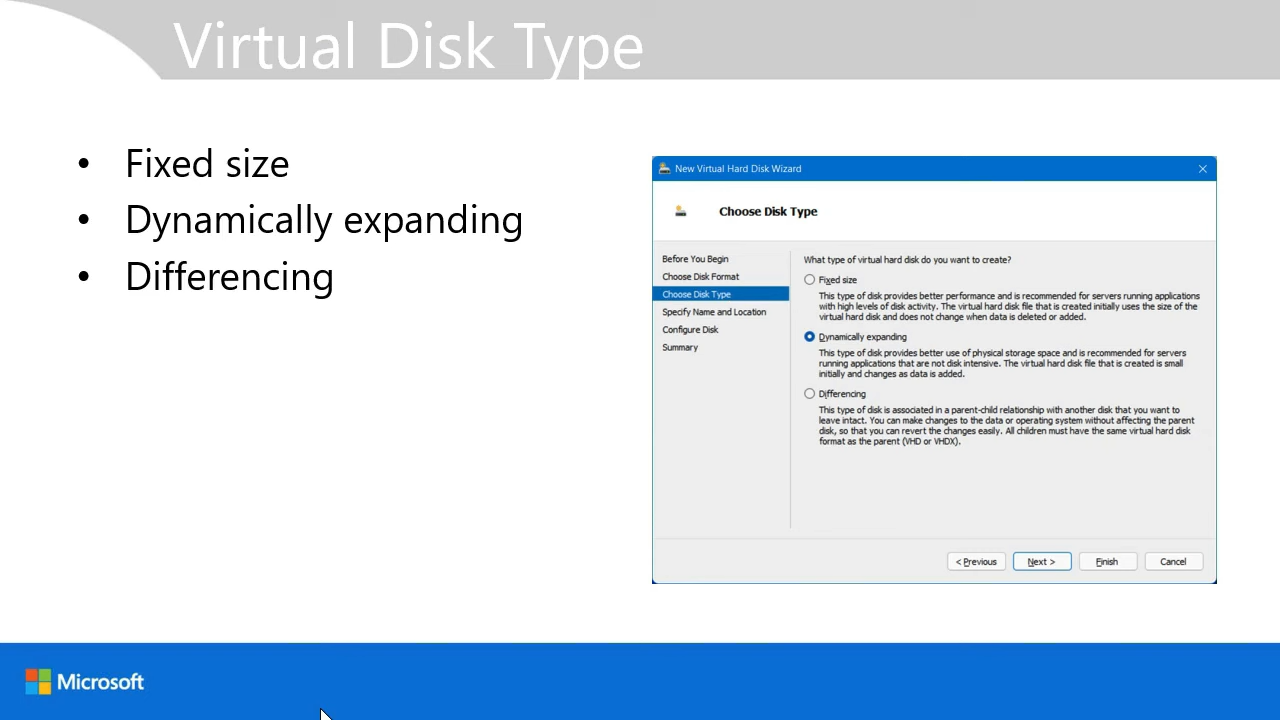 Virtual Disk Type
• Fixed size
• Dynamically expanding
• Differencing
New Virtual Hard Disk Wizard
Choose Disk Type
Before You Begin
Choose Disk Format
Choose Disk Type
Specify Name and Location
Configure Disk
Summary
What type of virtual hard disk do you want to create?
Fixed size
This type of disk provides better performance and is recommended for servers running applications
with high levels of disk activity. The virtual hard disk file that is created initially uses the size of the
virtual hard disk and does not change when data is deleted or added.
Dynamically expanding
This type of disk provides better use of physical storage space and is recommended for servers
running applications that are not disk intensive. The virtual hard disk file that is created is small
initially and changes as data is added.
Differencing
This type of disk is associated in a parent-child relationship with another disk that you want to
leave intact. You can make changes to the data or operating system without affecting the parent
disk, so that you can revert the changes easily. All children must have the same virtual hard disk
format as the parent (VHD or VHDX).
< Previous
Next >
Finish
Cancel
Microsoft